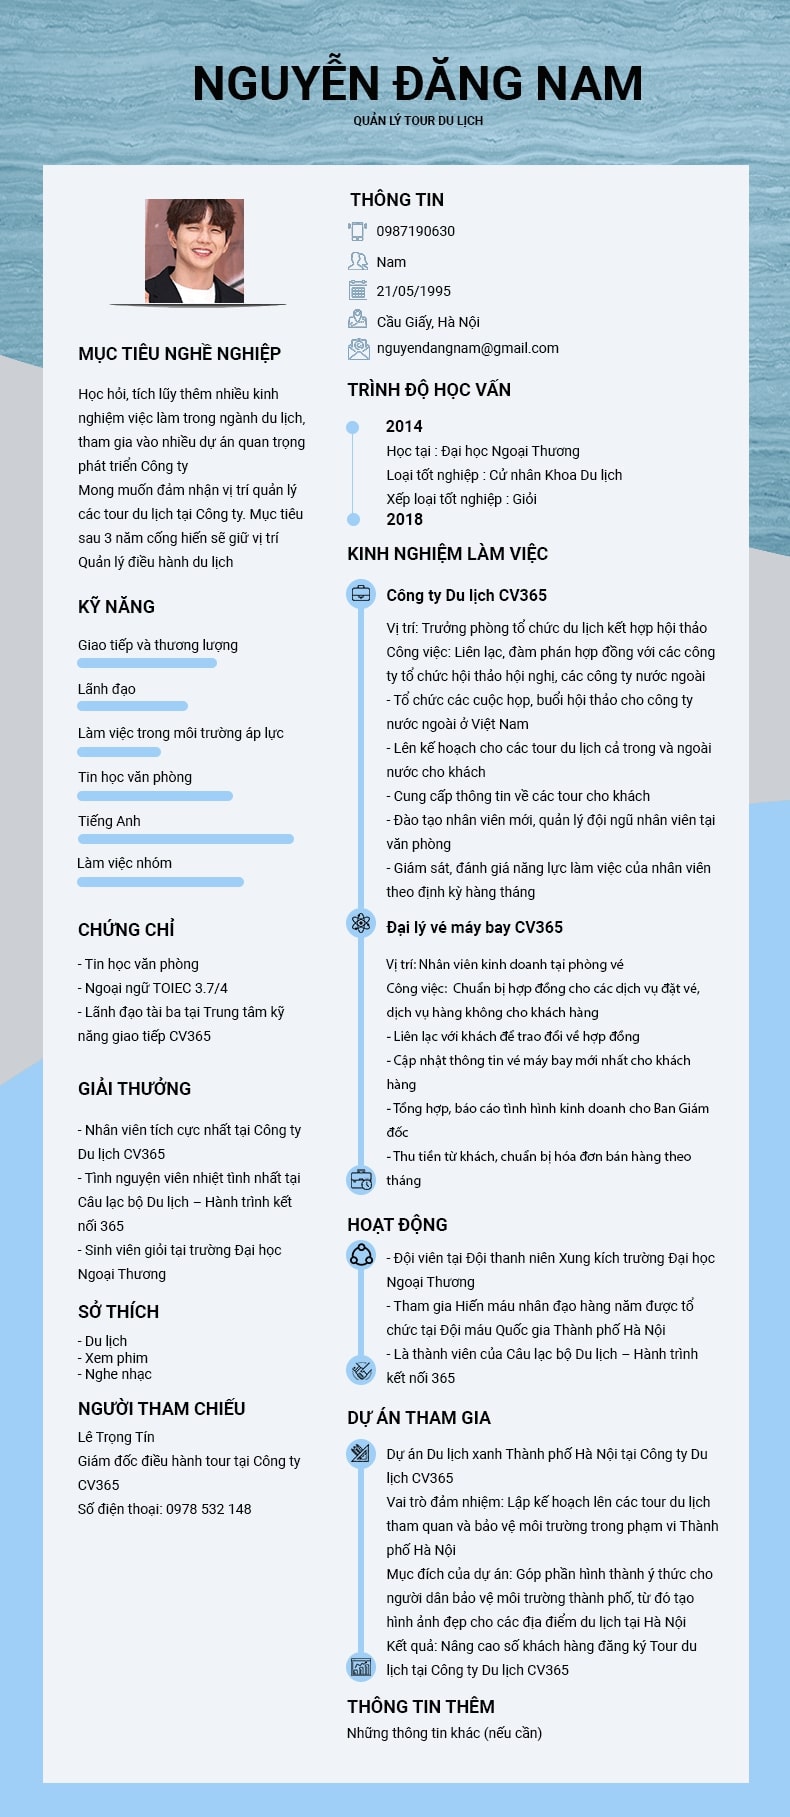 NGUYỄN ĐĂNG NAM
QUẢN LÝ TOUR DU LỊCH
MỤC TIÊU NGHỀ NGHIỆP
Học hỏi, tích lũy thêm nhiều kinh
nghiệm việc làm trong ngành du lịch,
tham gia vào nhiều dự án quan trọng
phát triển Công ty
Mong muốn đảm nhận vị trí quản lý
các tour du lịch tại Công ty. Mục tiêu
sau 3 năm cống hiến sẽ giữ vị trí
Quản lý điều hành du lịch
KỸ NĂNG
Giao tiếp và thương lượng
Lãnh đạo
Làm việc trong môi trường áp lực
Tin học văn phòng
Tiếng Anh
Làm việc nhóm
CHỨNG CHỈ
- Tin học văn phòng
- Ngoại ngữ TOIEC 3.7/4
- Lãnh đạo tài ba tại Trung tâm kỹ
năng giao tiếp CV365
GIẢI THƯỞNG
- Nhân viên tích cực nhất tại Công ty
Du lịch CV365
- Tình nguyện viên nhiệt tình nhất tại
Câu lạc bộ Du lịch – Hành trình kết
nối 365
- Sinh viên giỏi tại trường Đại học
Ngoại Thương
SỞ THÍCH
- Du lịch
- Xem phim
- Nghe nhạc
NGƯỜI THAM CHIẾU
Lê Trọng Tín
Giám đốc điều hành tour tại Công ty
CV365
Số điện thoại: 0978 532 148
THÔNG TIN
0987190630
Nam
21/05/1995
Cầu Giấy, Hà Nội
nguyendangnam@gmail.com
TRÌNH ĐỘ HỌC VẤN
2014
Học tại : Đại học Ngoại Thương
Loại tốt nghiệp : Cử nhân Khoa Du lịch
Xếp loại tốt nghiệp : Giỏi
2018
KINH NGHIỆM LÀM VIỆC
Công ty Du lịch CV365
Vị trí: Trưởng phòng tổ chức du lịch kết hợp hội thảo
Công việc: Liên lạc, đàm phán hợp đồng với các công
ty tổ chức hội thảo hội nghị, các công ty nước ngoài
- Tổ chức các cuộc họp, buổi hội thảo cho công ty
nước ngoài ở Việt Nam
- Lên kế hoạch cho các tour du lịch cả trong và ngoài
nước cho khách
- Cung cấp thông tin về các tour cho khách
- Đào tạo nhân viên mới, quản lý đội ngũ nhân viên tại
văn phòng
- Giám sát, đánh giá năng lực làm việc của nhân viên
theo định kỳ hàng tháng
Đại lý vé máy bay CV365
Vị trí: Nhân viên kinh doanh tại phòng vé
Công việc: Chuẩn bị hợp đồng cho các dịch vụ đặt vé,
dịch vụ hàng không cho khách hàng
- Liên lạc với khách để trao đổi về hợp đồng
- Cập nhật thông tin vé máy bay mới nhất cho khách
hàng
- Tổng hợp, báo cáo tình hình kinh doanh cho Ban Giám
đốc
- Thu tiền từ khách, chuẩn bị hóa đơn bán hàng theo
tháng
HOẠT ĐỘNG
- Đội viên tại Đội thanh niên Xung kích trường Đại học
Ngoại Thương
- Tham gia Hiến máu nhân đạo hàng năm được tổ
chức tại Đội máu Quốc gia Thành phố Hà Nội
- Là thành viên của Câu lạc bộ Du lịch – Hành trình
kết nối 365
DỰ ÁN THAM GIA
Dự án Du lịch xanh Thành phố Hà Nội tại Công ty Du
lịch CV365
Vai trò đảm nhiệm: Lập kế hoạch lên các tour du lịch
tham quan và bảo vệ môi trường trong phạm vi Thành
phố Hà Nội
Mục đích của dự án: Góp phần hình thành ý thức cho
người dân bảo vệ môi trường thành phố, từ đó tạo
hình ảnh đẹp cho các địa điểm du lịch tại Hà Nội
Kết quả: Nâng cao số khách hàng đăng ký Tour du
lịch tại Công ty Du lịch CV365
THÔNG TIN THÊM
Những thông tin khác (nếu cần)